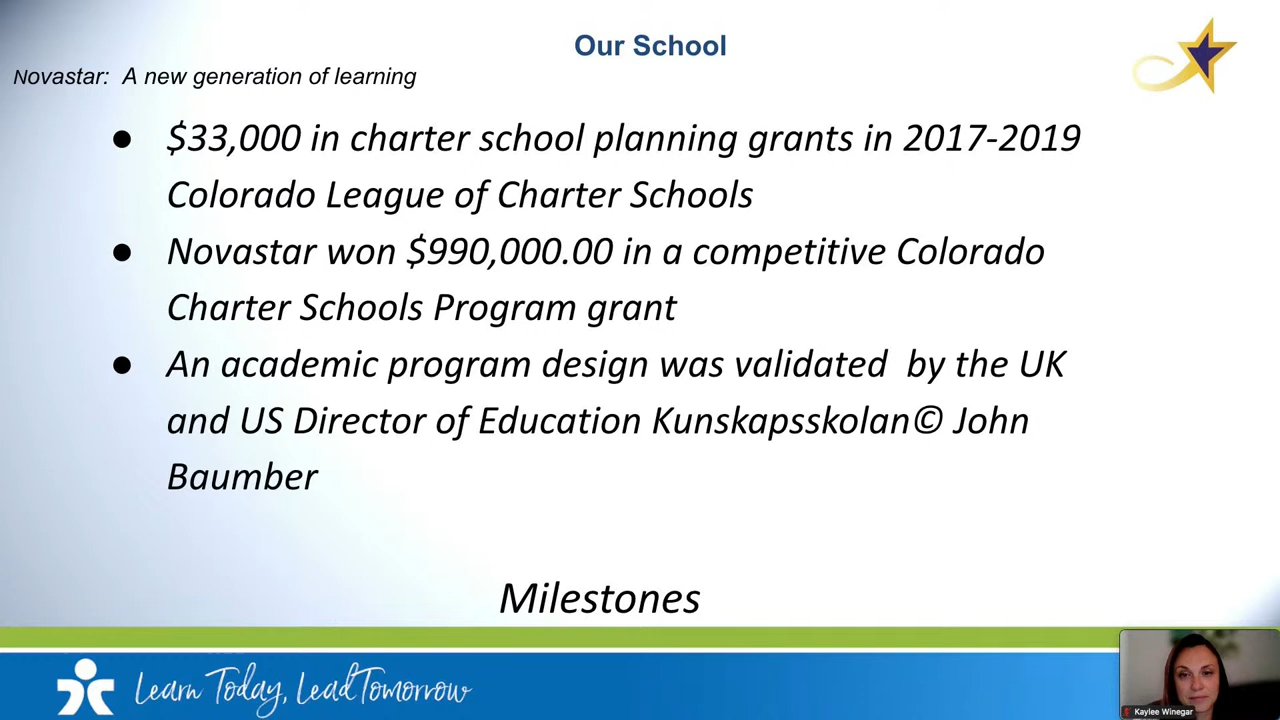 Our School
Novastar: A new generation of learning
● $33,000 in charter school planning grants in 2017-2019
Colorado League of Charter Schools
● Novastar won $990,000.00 in a competitive Colorado
Charter Schools Program grant
● An academic program design was validated  by the UK
and US Director of Education Kunskapsskolan© John
Baumber
Milestones
Learn Today, Lead Tomorrow
Kaylee Winegar